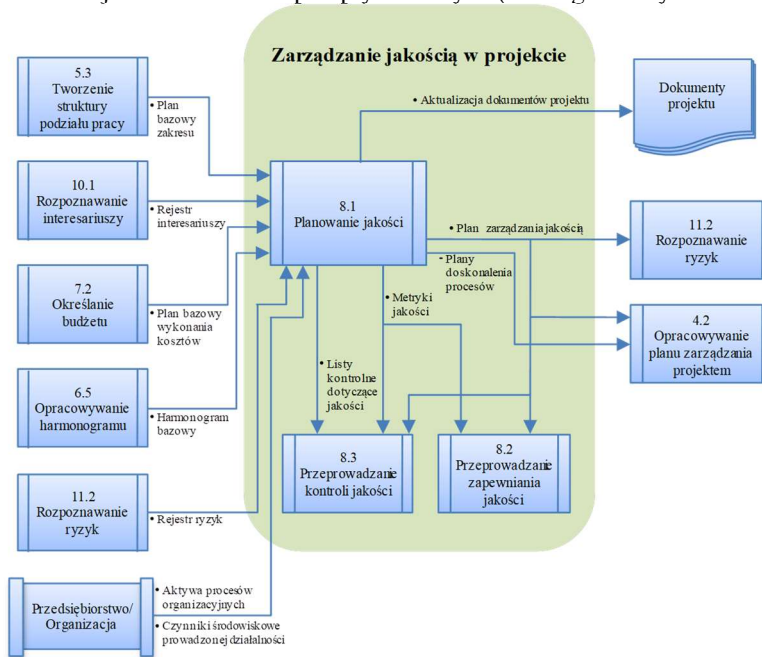 Zarządzanie jakością w projekcie
5.3
Tworzenie
struktury
podziału pracy
• Plan
bazowy
zakresu
• Aktualizacja dokumentów projektu
Dokumenty
projektu
10.1
Rozpoznawanie
interesariuszy
• Rejestr
interesariuszy
8.1
Planowanie jakości
• Plan zarządzania jakością
- Plany
doskonalenia
procesów
11.2
Rozpoznawanie
ryzyk
7.2
Określanie
budżetu
• Plan bazowy
wykonania
kosztów
• Metryki
jakości
4.2
Opracowywanie
planu zarządzania
projektem
• Listy
kontrolne
dotyczące
jakości
6.5
Opracowywanie
harmonogramu
• Harmonogram
bazowy
8.3
Przeprowadzanie
kontroli jakości
8.2
Przeprowadzanie
zapewniania
jakości
11.2
Rozpoznawanie
ryzyk
• Rejestr ryzyk
Przedsiębiorstwo/
Organizacja
• Aktywa procesów
organizacyjnych
• Czynniki środowiskowe
prowadzonej działalności